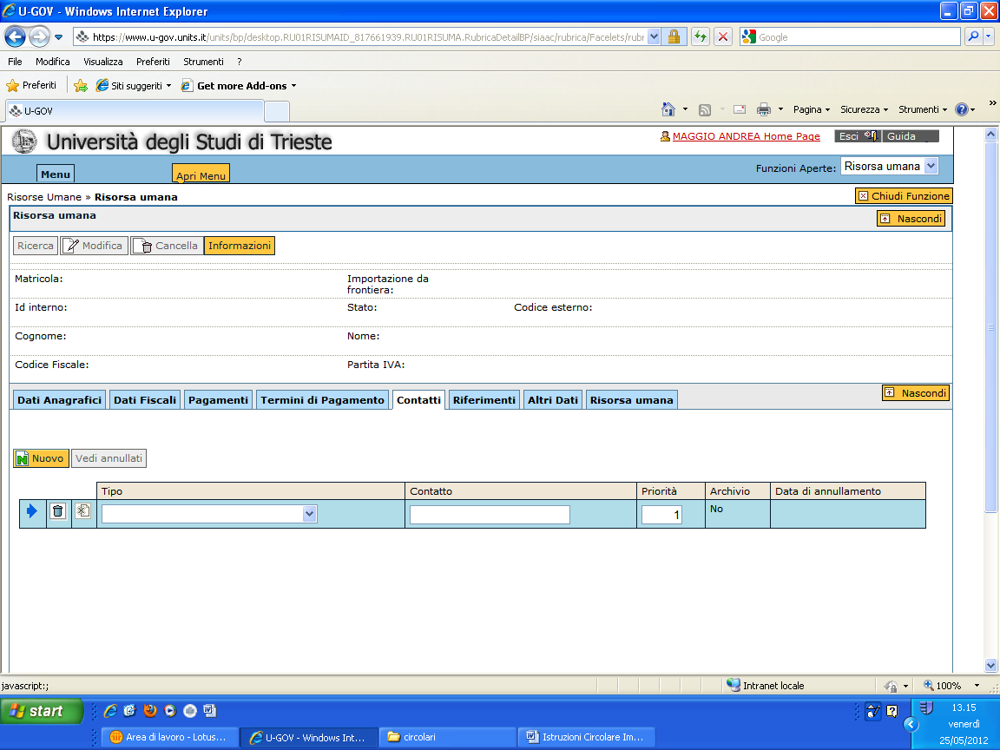 U-GOV - Windows Internet Explorer
https://www.u-gov.units.it/units/bp/desktop.RU01RISUMAID_817661939.RU01RISUMA.RubricaDetailBP/siaac/rubrica/Facelets/rubr
Google
File Modifica Visualizza Preferiti Strumenti ?
Preferiti Siti suggeriti Get more Add-ons
U-GOV
Pagina Sicurezza Strumenti »
Università degli Studi di Trieste
MAGGIO ANDREA Home Page Esci Guida
Menu Apri Menu Funzioni Aperte: Risorsa umana
Risorse Umane » Risorsa umana Chiudi Funzione
Risorsa umana Nascondi
Ricerca Modifica Cancella Informazioni
Matricola: Importazione da
frontiera:
Id interno: Stato: Codice esterno:
Cognome: Nome:
Codice Fiscale: Partita IVA:
Dati Anagrafici Dati Fiscali Pagamenti Termini di Pagamento Contatti Riferimenti Altri Dati Risorsa umana Nascondi
Nuovo Vedi annullati
Tipo Contatto Priorità Archivio Data di annullamento
1 No
javascript:; Intranet locale 100%
start 13.15
venerdì
25/05/2012
Area di lavoro - Lotus... U-GOV - Windows Int... circolari Istruzioni Circolare Im...